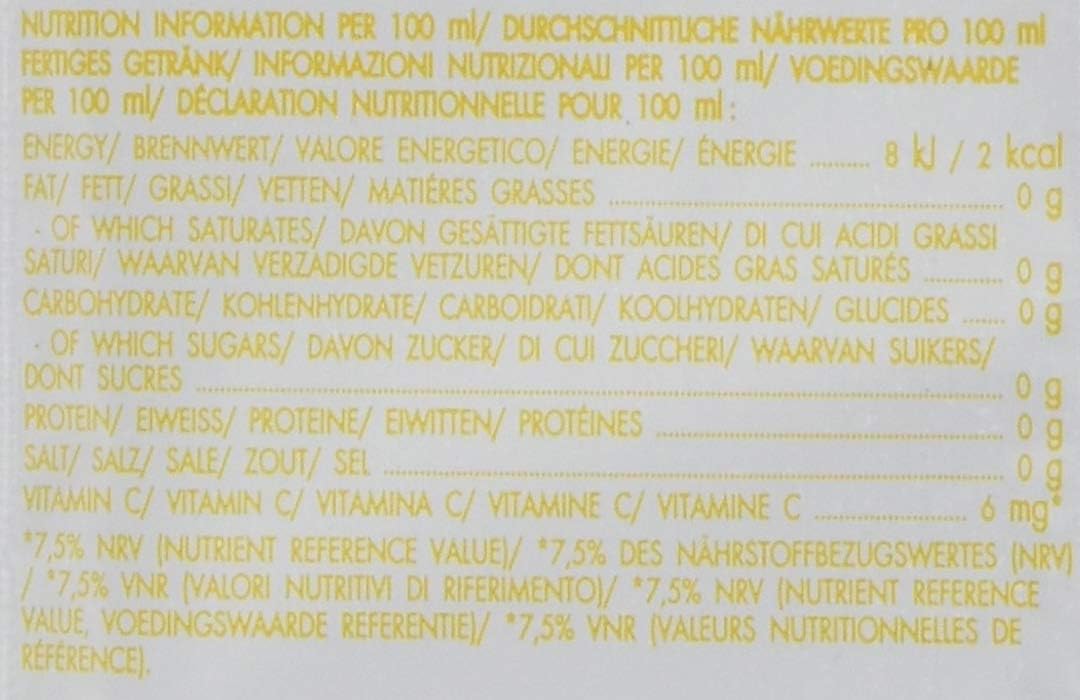 NUTRITION INFORMATION PER 100 ml/ DURCHSCHNITTLICHE NÄHRWERTE PRO 100 ml
FERTIGES GETRÄNK/ INFORMAZIONI NUTRIZIONALI PER 100 ml/ VOEDINGSWAARDE
PER 100 ml/ DÉCLARATION NUTRITIONNELLE POUR 100 ml :
ENERGY/ BRENNWERT/ VALORE ENERGETICO/ ENERGIE/ ÉNERGIE ......... 8 kJ / 2 kcal
FAT/ FETT/ GRASSI/ VETTEN/ MATIÉRES GRASSES ......... 0 g
· OF WHICH SATURATES/ DAVON GESÄTTIGTE FETTSÄUREN/ DI CUI ACIDI GRASSI
SATURI/ WAARVAN VERZADIGDE VETZUREN/ DONT ACIDES GRAS SATURÉS ......... 0 g
CARBOHYDRATE/ KOHLENHYDRATE/ CARBOIDRATI/ KOOLHYDRATEN/ GLUCIDES ....... 0 g
· OF WHICH SUGARS/ DAVON ZUCKER/ DI CUI ZUCCHERI/ WAARVAN SUIKERS/
DONT SUCRES ......... 0 g
PROTEIN/ EIWEISS/ PROTEINE/ EIWITTEN/ PROTÉINES ......... 0 g
SALT/ SALZ/ SALE/ ZOUT/ SEL ......... 0 g
VITAMIN C/ VITAMIN C/ VITAMINA C/ VITAMINE C/ VITAMINE C ......... 6 mg*
*7,5% NRV (NUTRIENT REFERENCE VALUE)/ *7,5% DES NÄHRSTOFFBEZUGSWERTES (NRV)
/ *7,5% VNR (VALORI NUTRITIVI DI RIFERIMENTO)/ *7,5% NRV (NUTRIENT REFERENCE
VALUE, VOEDINGSWAARDE REFERENTIE)/ *7,5% VNR (VALEURS NUTRITIONNELLES DE
RÉFÉRENCE).